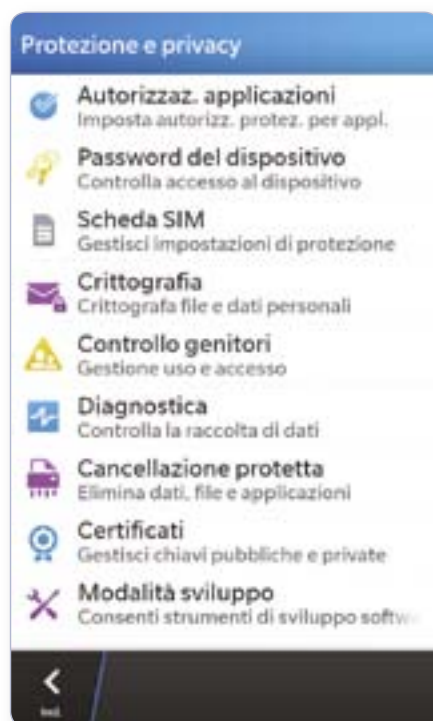 Protezione e privacy
Autorizzaz. applicazioni
Imposta autorizz. protez. per appl.
Password del dispositivo
Controlla accesso al dispositivo
Scheda SIM
Gestisci impostazioni di protezione
Crittografia
Crittografa file e dati personali
Controllo genitori
Gestione uso e accesso
Diagnostica
Controlla la raccolta di dati
Cancellazione protetta
Elimina dati, file e applicazioni
Certificati
Gestisci chiavi pubbliche e private
Modalità sviluppo
Consenti strumenti di sviluppo softw